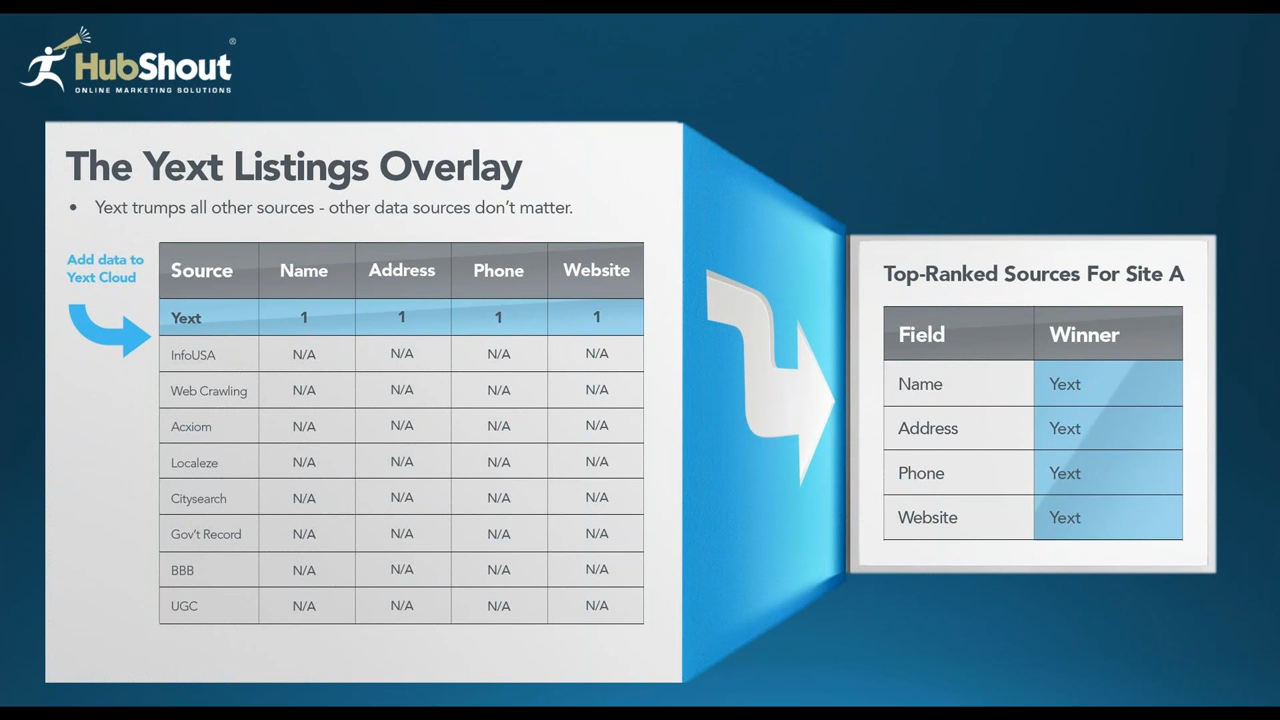 HubShout®
ONLINE MARKETING SOLUTIONS
The Yext Listings Overlay
• Yext trumps all other sources - other data sources don't matter.
Add data to
Yext Cloud
Source Name Address Phone Website
Yext 1 1 1 1
InfoUSA N/A N/A N/A N/A
Web Crawling N/A N/A N/A N/A
Acxiom N/A N/A N/A N/A
Localeze N/A N/A N/A N/A
Citysearch N/A N/A N/A N/A
Gov't Record N/A N/A N/A N/A
BBB N/A N/A N/A N/A
UGC N/A N/A N/A N/A
Top-Ranked Sources For Site A
Field Winner
Name Yext
Address Yext
Phone Yext
Website Yext